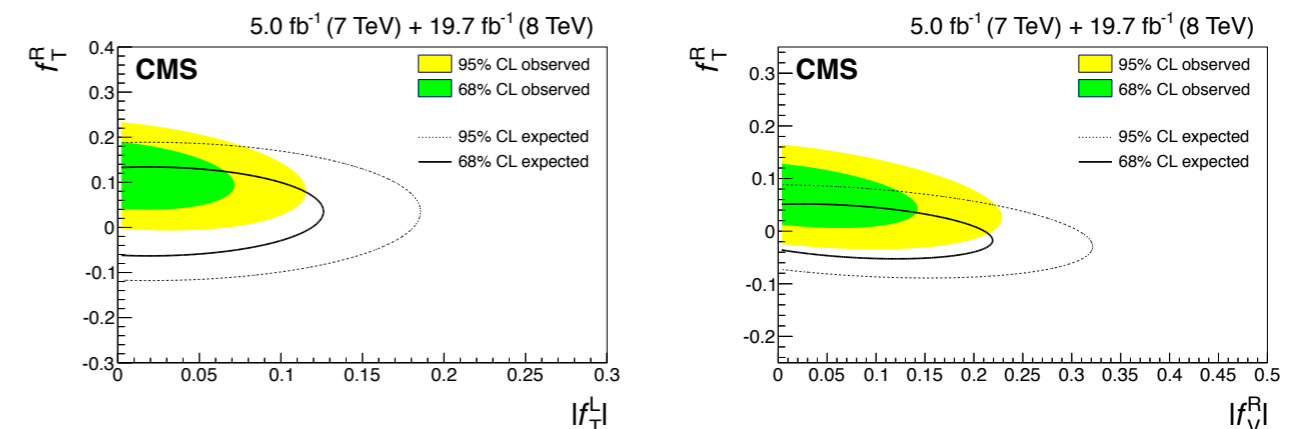 5.0 fb⁻¹ (7 TeV) + 19.7 fb⁻¹ (8 TeV)
f_T^R
CMS
95% CL observed
68% CL observed
95% CL expected
68% CL expected
0.4
0.3
0.2
0.1
0
-0.1
-0.2
-0.3
0 0.05 0.1 0.15 0.2 0.25 0.3
|f_T^L|
5.0 fb⁻¹ (7 TeV) + 19.7 fb⁻¹ (8 TeV)
f_T^R
CMS
95% CL observed
68% CL observed
95% CL expected
68% CL expected
0.3
0.2
0.1
0
-0.1
-0.2
0 0.05 0.1 0.15 0.2 0.25 0.3 0.35 0.4 0.45 0.5
|f_V^R|